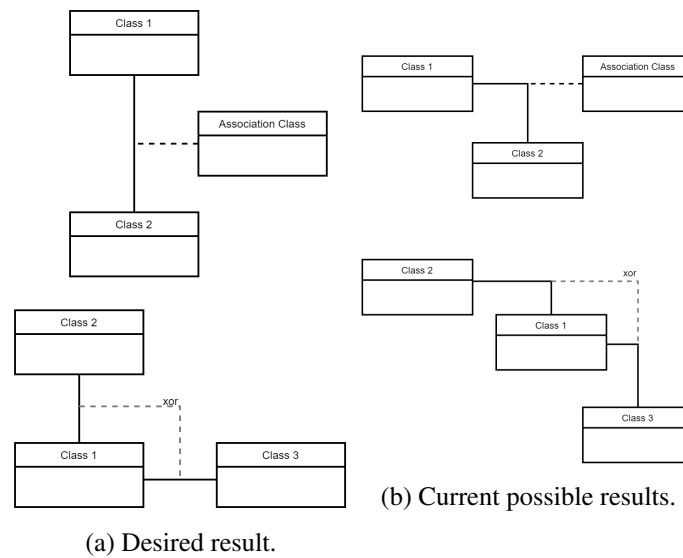 Class 1
Association Class
Class 2
Class 2
xor
Class 1
Class 3
(a) Desired result.
Class 1
Association Class
Class 2
Class 2
xor
Class 1
Class 3
(b) Current possible results.